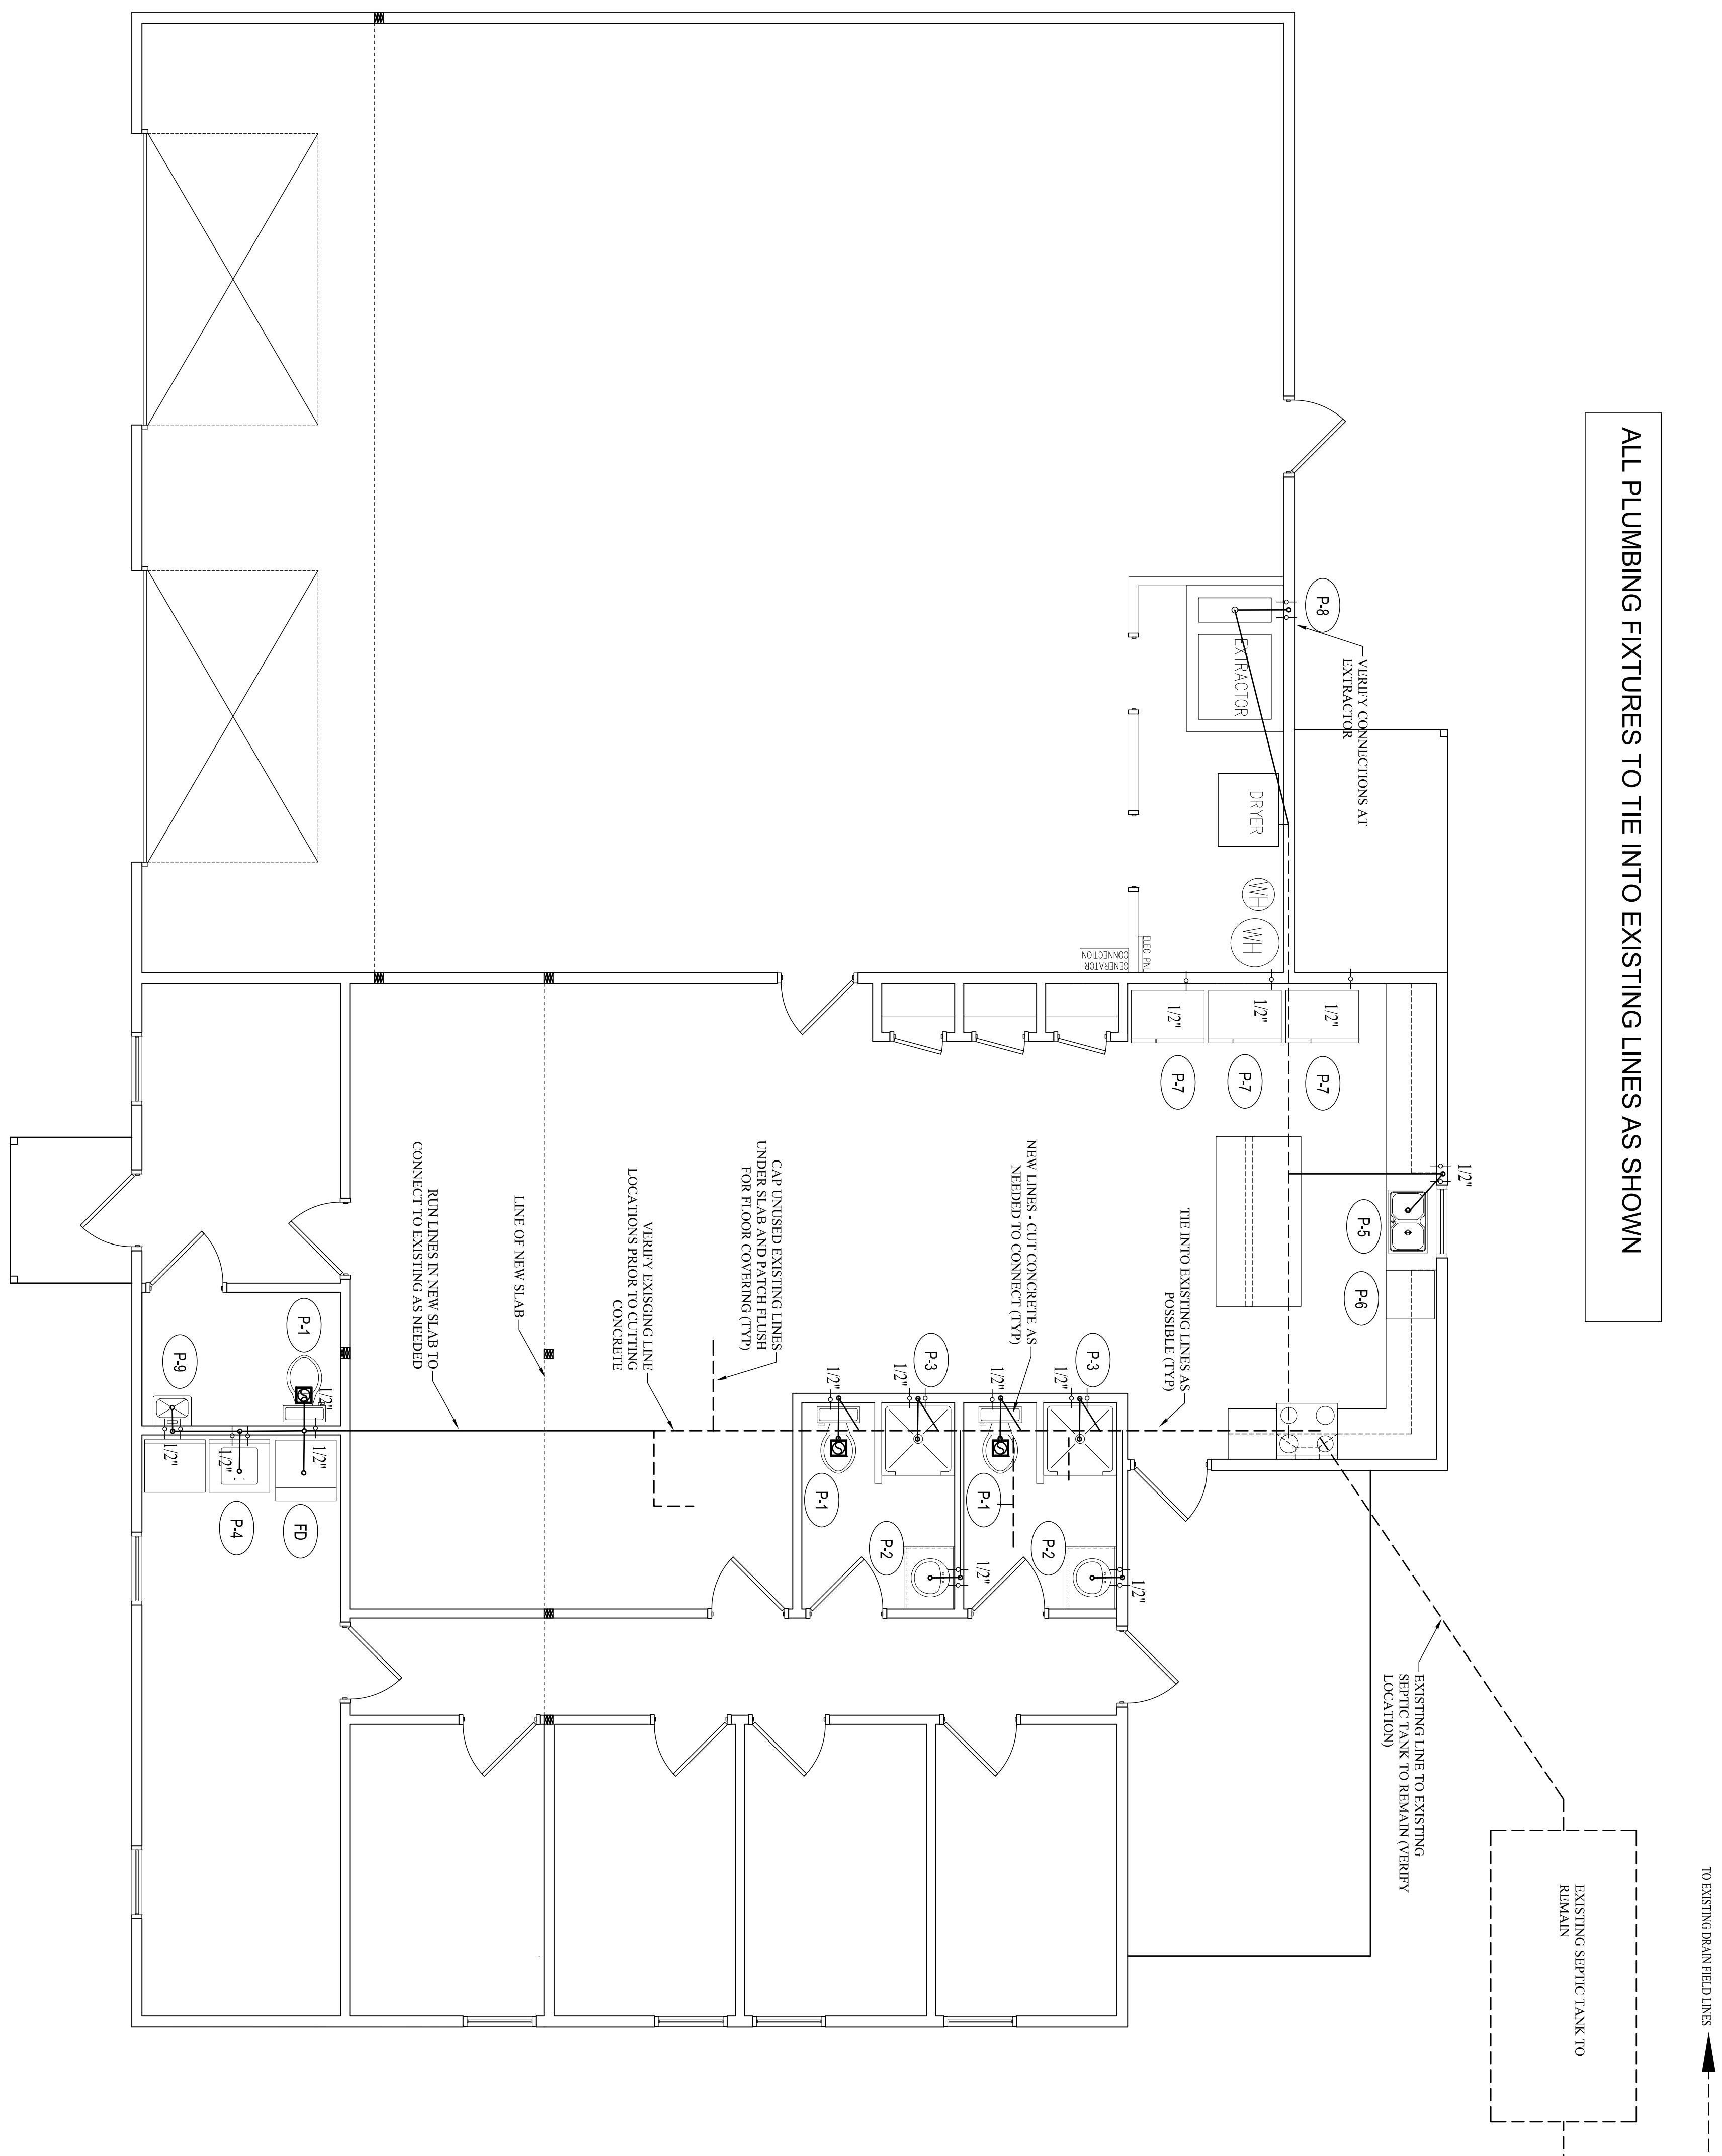 ALL PLUMBING FIXTURES TO TIE INTO EXISTING LINES AS SHOWN
TO EXISTING DRAIN FIELD LINES
EXISTING SEPTIC TANK TO
REMAIN
EXISTING LINE TO EXISTING
SEPTIC TANK TO REMAIN (VERIFY
LOCATION)
P-8
VERIFY CONNECTIONS AT
EXTRACTOR
EXTRACTOR
DRYER
WH
WH
ELEC PNL
GENERATOR
CONNECTION
1/2"
1/2"
1/2"
P-7
P-7
P-7
1/2"
P-5
P-6
TIE INTO EXISTING LINES AS
POSSIBLE (TYP)
NEW LINES - CUT CONCRETE AS
NEEDED TO CONNECT (TYP)
CAP UNUSED EXISTING LINES
UNDER SLAB AND PATCH FLUSH
FOR FLOOR COVERING (TYP)
VERIFY EXISGING LINE
LOCATIONS PRIOR TO CUTTING
CONCRETE
LINE OF NEW SLAB
RUN LINES IN NEW SLAB TO
CONNECT TO EXISTING AS NEEDED
P-3
1/2"
1/2"
P-3
1/2"
1/2"
P-1
P-1
P-2
1/2"
P-2
1/2"
P-1
1/2"
P-9
1/2"
1/2"
1/2"
FD
P-4